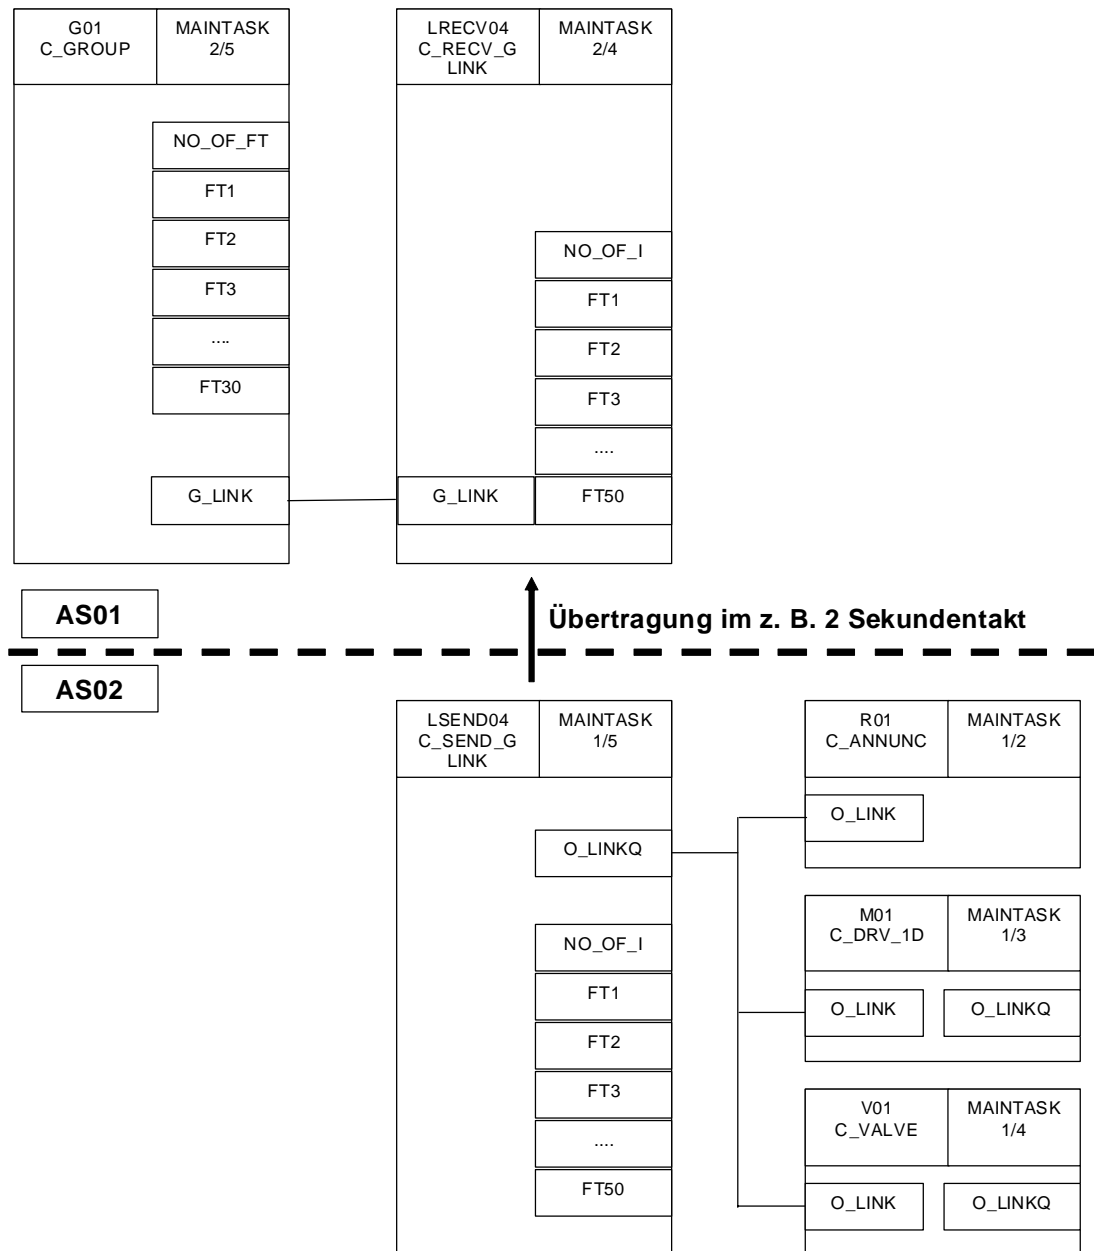 G01
C_GROUP
MAINTASK
2/5
NO_OF_FT
FT1
FT2
FT3
....
FT30
G_LINK
LRECV04
C_RECV_G
LINK
MAINTASK
2/4
NO_OF_I
FT1
FT2
FT3
....
G_LINK
FT50
AS01
Übertragung im z. B. 2 Sekundentakt
AS02
LSEND04
C_SEND_G
LINK
MAINTASK
1/5
O_LINKQ
NO_OF_I
FT1
FT2
FT3
....
FT50
R01
C_ANNUNC
MAINTASK
1/2
O_LINK
M01
C_DRV_1D
MAINTASK
1/3
O_LINK
O_LINKQ
V01
C_VALVE
MAINTASK
1/4
O_LINK
O_LINKQ